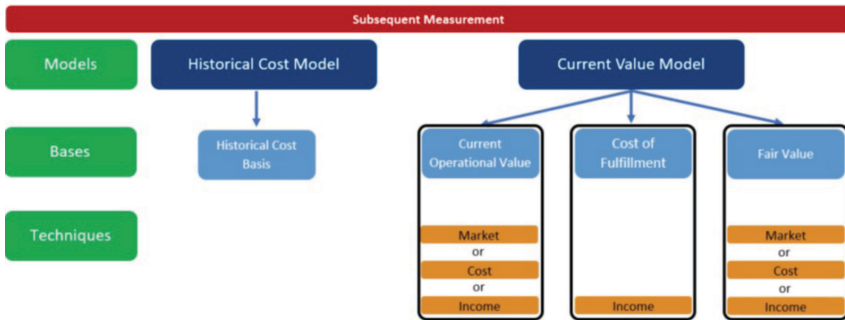 Subsequent Measurement
Models
Historical Cost Model
Current Value Model
Bases
Historical Cost
Basis
Current
Operational Value
Cost of
Fulfillment
Fair Value
Techniques
Market
or
Cost
or
Income
Income
Market
or
Cost
or
Income